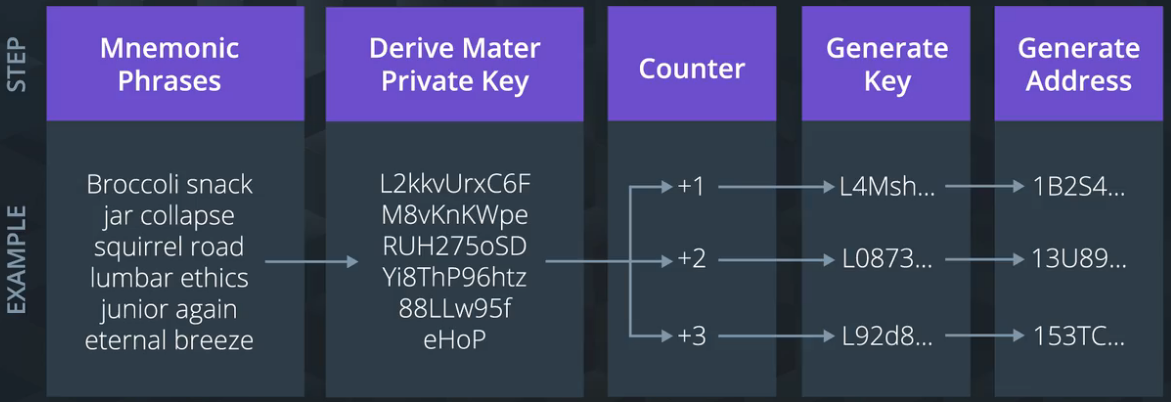 STEP
Mnemonic
Phrases
Derive Mater
Private Key
Counter
Generate
Key
Generate
Address
EXAMPLE
Broccoli snack
jar collapse
squirrel road
lumbar ethics
junior again
eternal breeze
L2kkvUrxC6F
M8vKnKWpe
RUH275oSD
Yi8ThP96htz
88LLw95f
eHoP
+1
L4Msh...
1B2S4...
+2
L0873...
13U89...
+3
L92d8...
153TC...